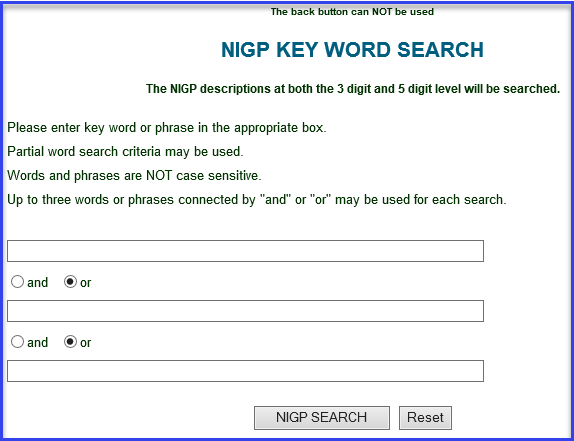 The back button can NOT be used
NIGP KEY WORD SEARCH
The NIGP descriptions at both the 3 digit and 5 digit level will be searched.
Please enter key word or phrase in the appropriate box.
Partial word search criteria may be used.
Words and phrases are NOT case sensitive.
Up to three words or phrases connected by "and" or "or" may be used for each search.
and or
and or
NIGP SEARCH Reset